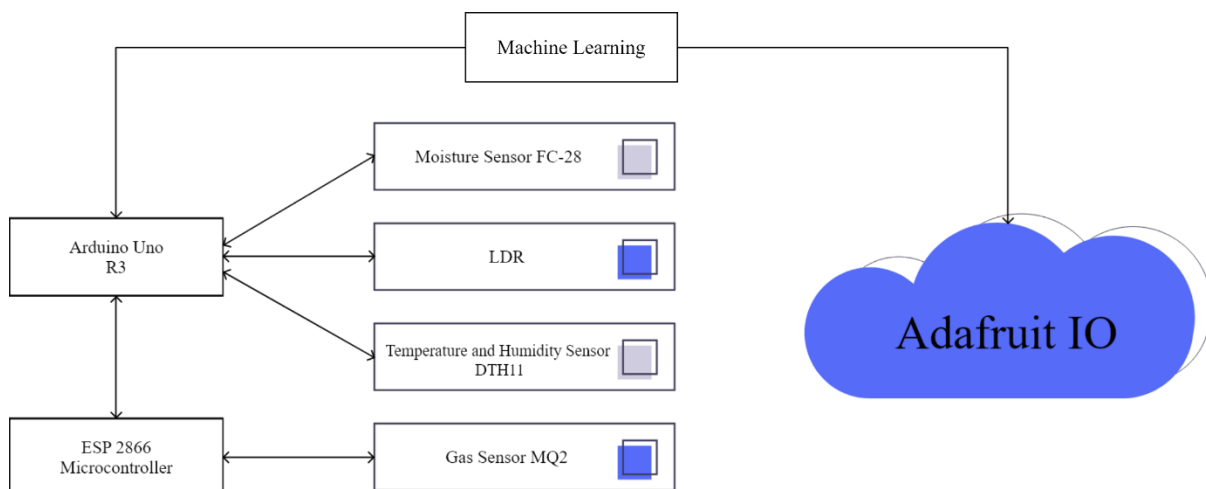 Machine Learning
Moisture Sensor FC-28
Arduino Uno
R3
LDR
Adafruit IO
Temperature and Humidity Sensor
DTH11
ESP 2866
Microcontroller
Gas Sensor MQ2